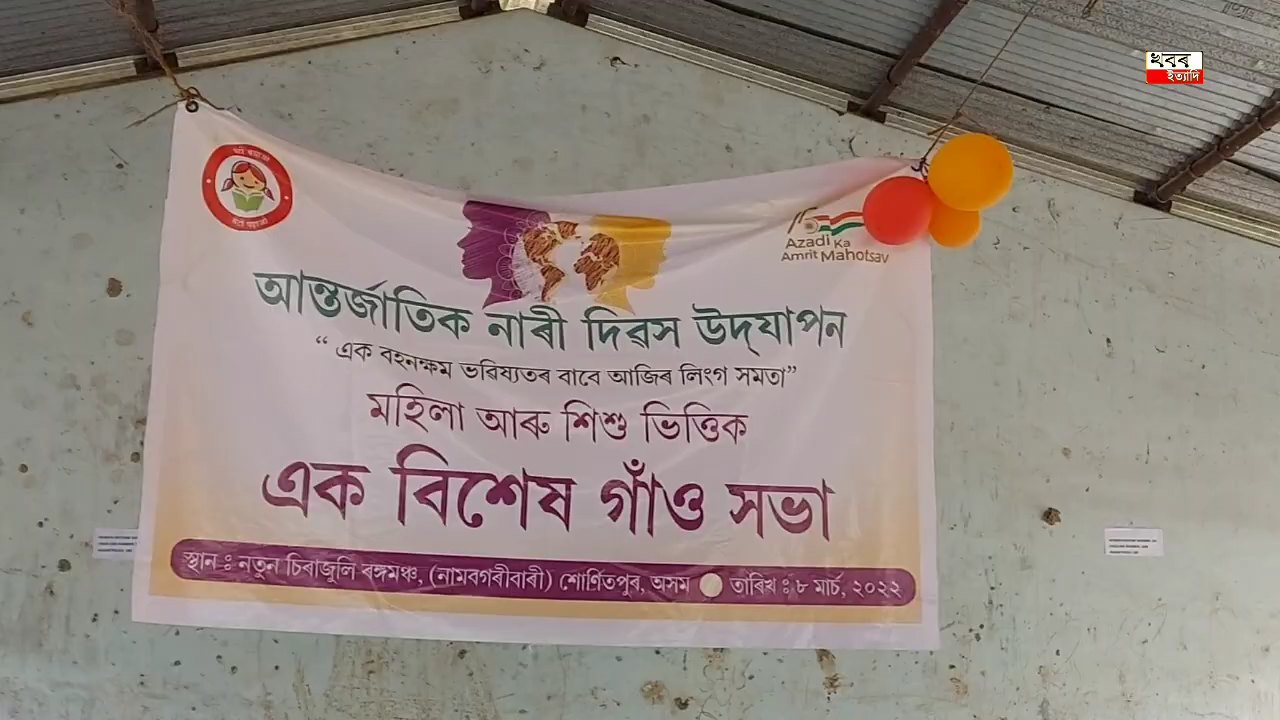 খবৰ
ইত্যাদি
Azadi Ka
Amrit Mahotsav
আন্তৰ্জাতিক নাৰী দিৱস উদ্‌যাপন
“ এক বহনক্ষম ভৱিষ্যতৰ বাবে আজিৰ লিংগ সমতা”
মহিলা আৰু শিশু ভিত্তিক
এক বিশেষ গাঁও সভা
স্থান ঃ নতুন চিৰাজুলি ৰঙ্গমঞ্চ, (নামবগৰীবাৰী) শোণিতপুৰ, অসম তাৰিখ ঃ ৮ মাৰ্চ, ২০২২